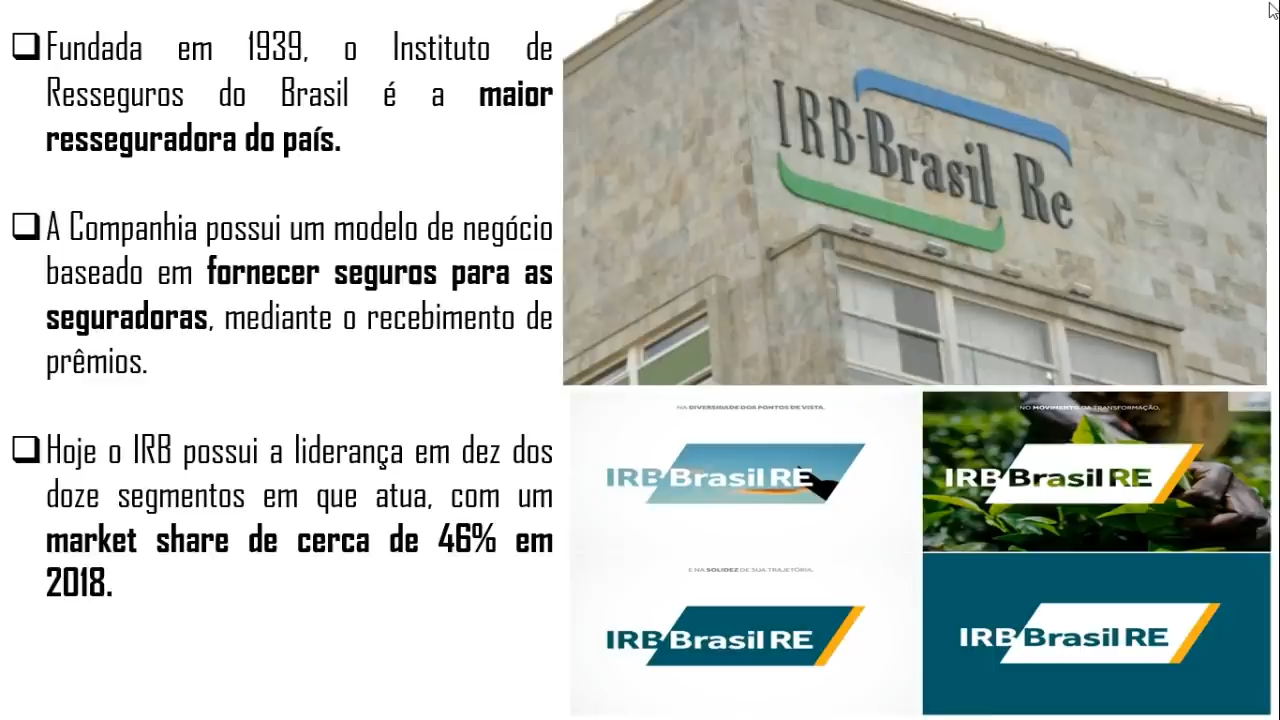 Fundada em 1939, o Instituto de
Resseguros do Brasil é a maior
resseguradora do país.
A Companhia possui um modelo de negócio
baseado em fornecer seguros para as
seguradoras, mediante o recebimento de
prêmios.
Hoje o IRB possui a liderança em dez dos
doze segmentos em que atua, com um
market share de cerca de 46% em
2018.
IRB-Brasil Re
NA DIVERSIDADE DOS PONTOS DE VISTA.
IRB Brasil RE
NO MOVIMENTO DA TRANSFORMAÇÃO,
IRB Brasil RE
E NA SOLIDEZ DE SUA TRAJETÓRIA.
IRB Brasil RE
IRB Brasil RE